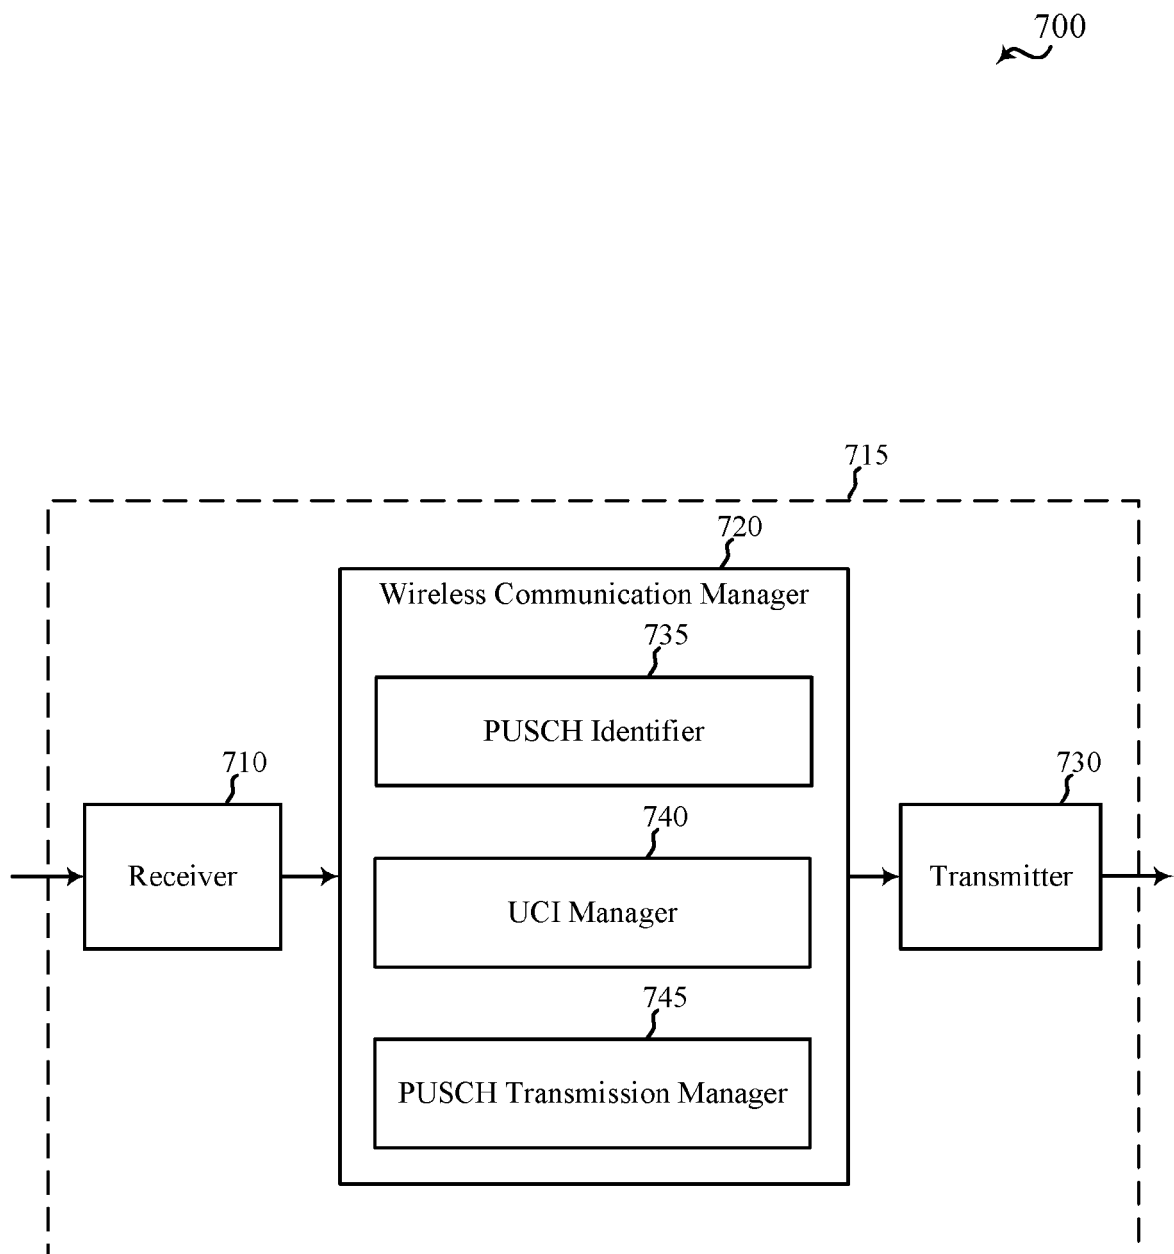 700
715
720
Wireless Communication Manager
735
PUSCH Identifier
710
730
740
Receiver
Transmitter
UCI Manager
745
PUSCH Transmission Manager